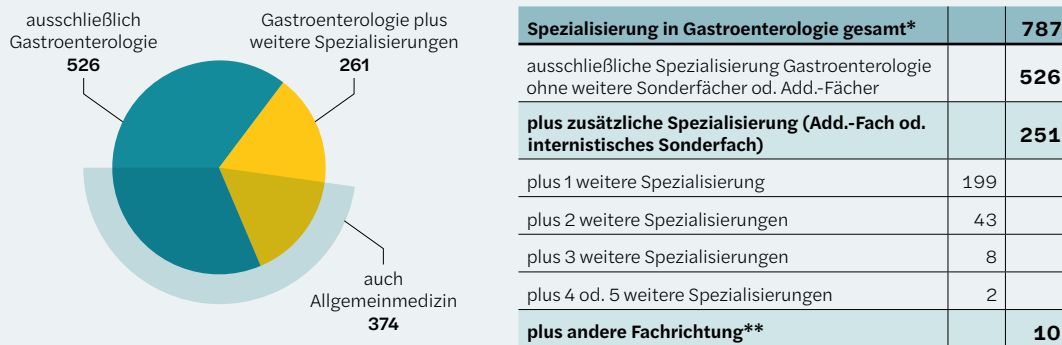 ausschließlich
Gastroenterologie
526
Gastroenterologie plus
weitere Spezialisierungen
261
auch
Allgemeinmedizin
374
Spezialisierung in Gastroenterologie gesamt* 787
ausschließliche Spezialisierung Gastroenterologie
ohne weitere Sonderfächer od. Add.-Fächer 526
plus zusätzliche Spezialisierung (Add.-Fach od.
internistisches Sonderfach) 251
plus 1 weitere Spezialisierung 199
plus 2 weitere Spezialisierungen 43
plus 3 weitere Spezialisierungen 8
plus 4 od. 5 weitere Spezialisierungen 2
plus andere Fachrichtung** 10